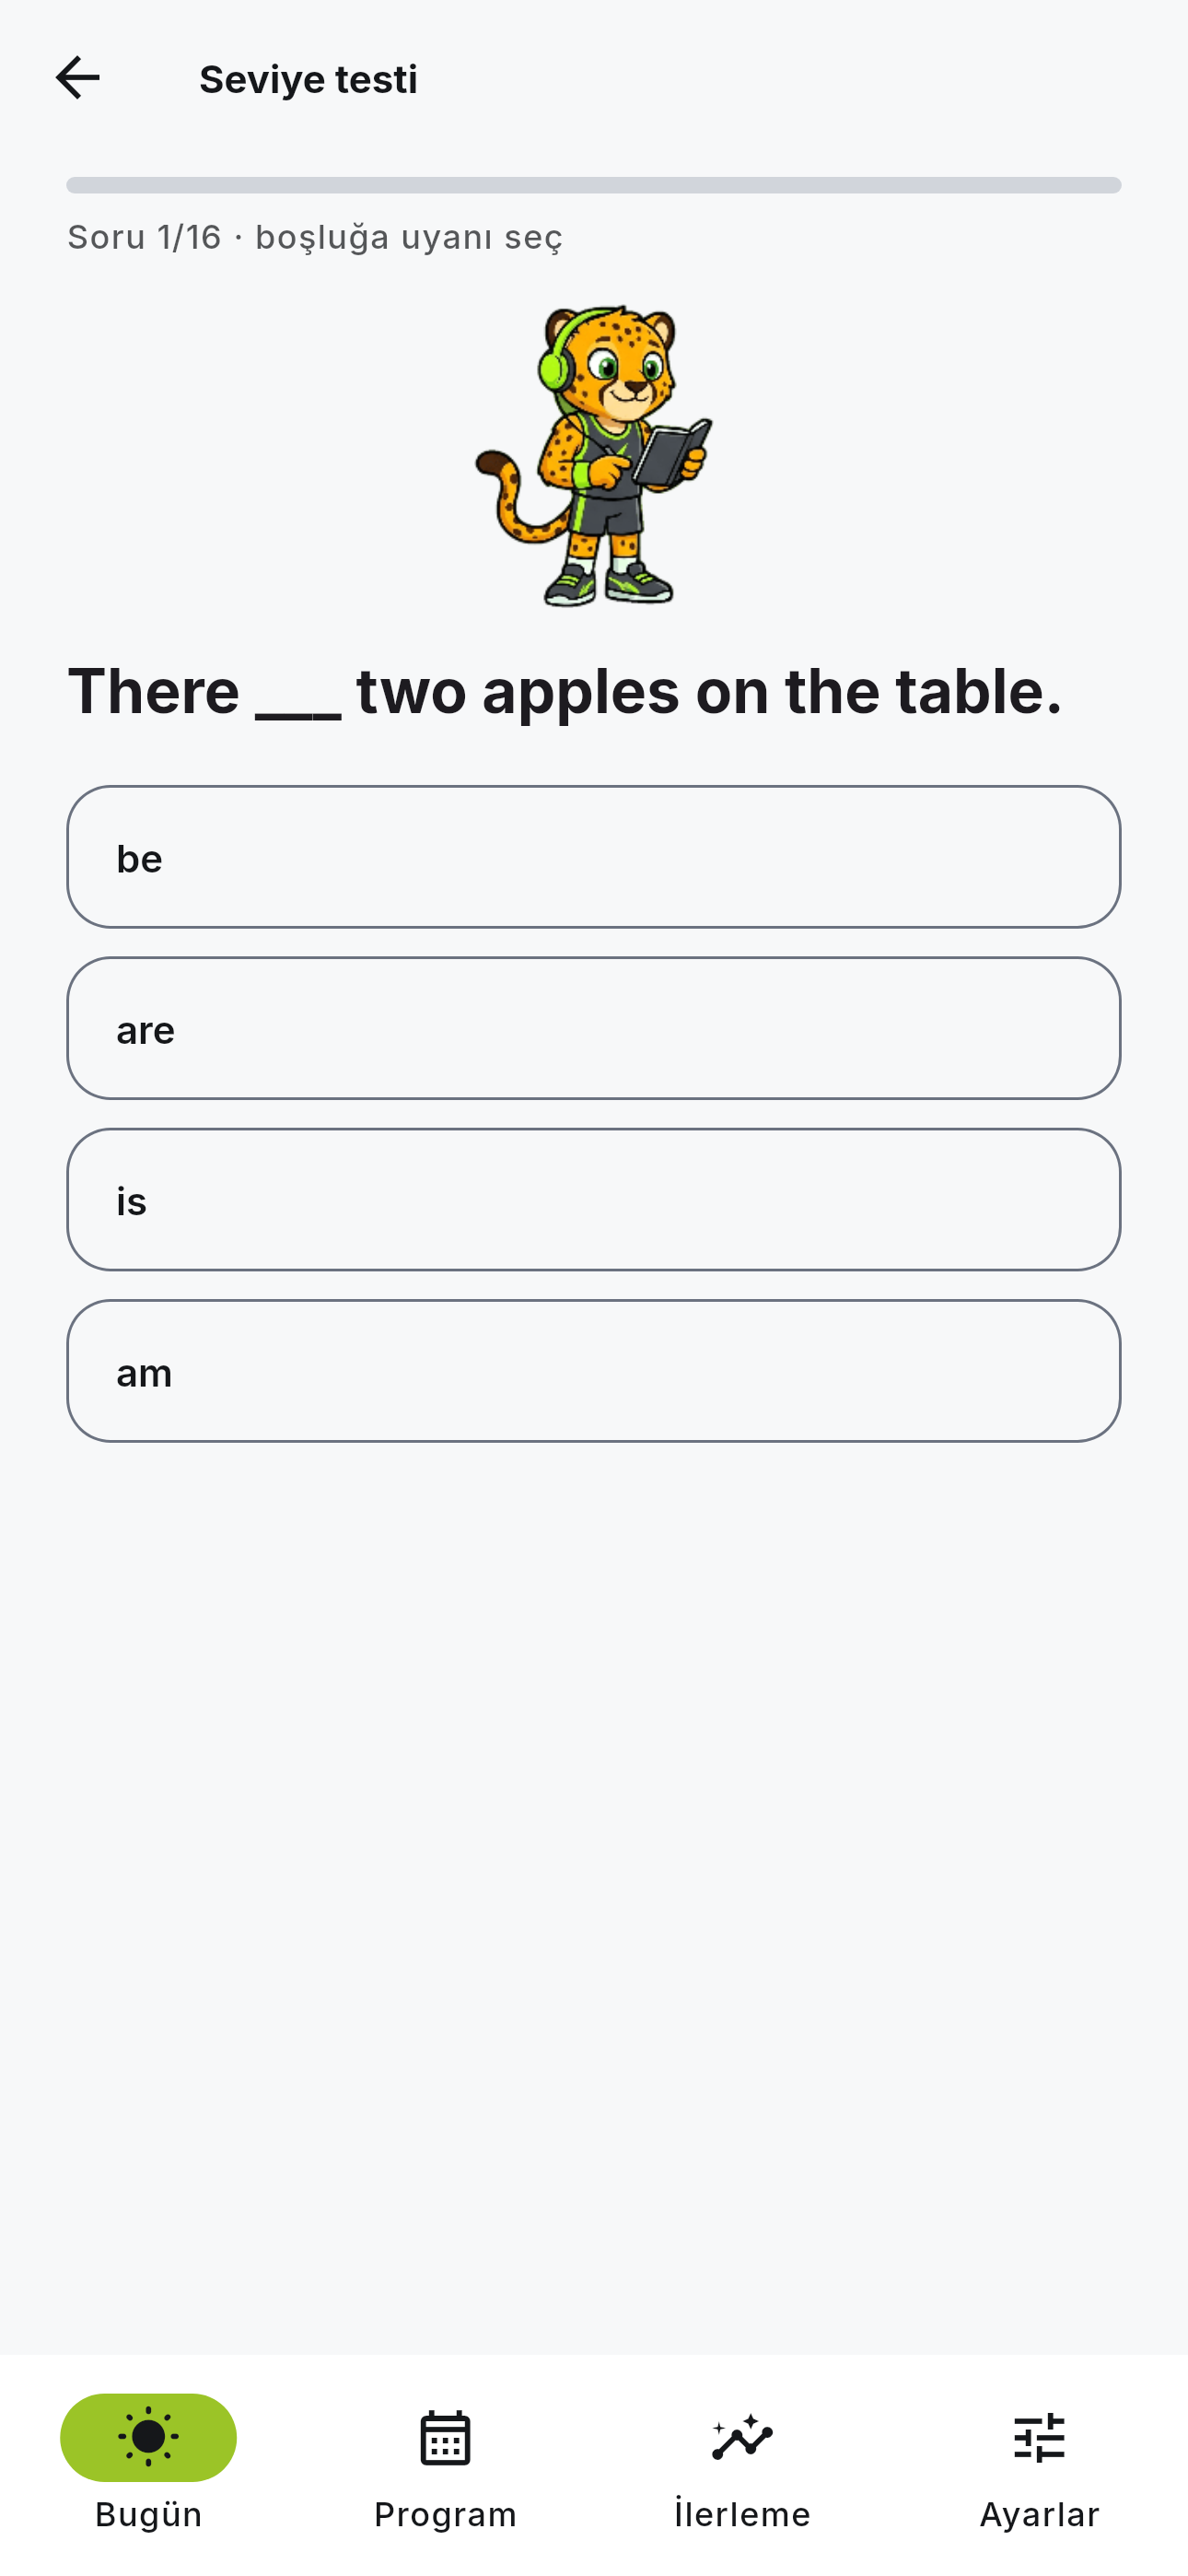 Seviye testi
Soru 1/16 · boşluğa uyanı seç
There ___ two apples on the table.
be
are
is
am
Bugün
Program
İlerleme
Ayarlar